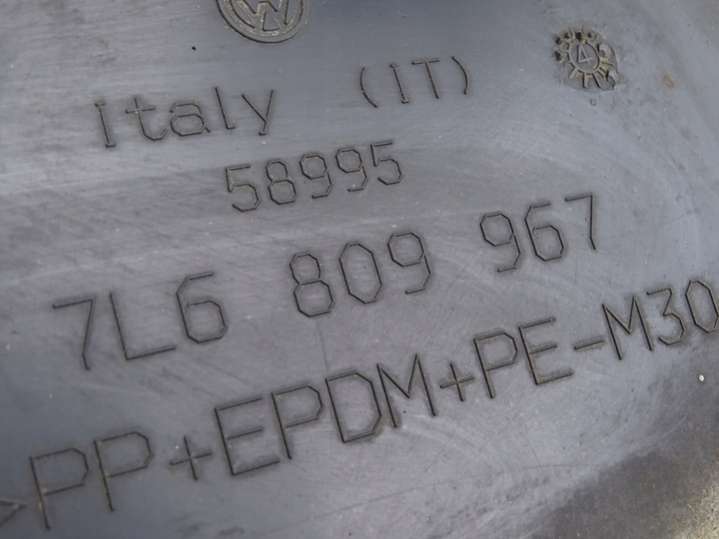 Italy (IT)
58995
7L6 809 967
>PP+EPDM+PE-M30